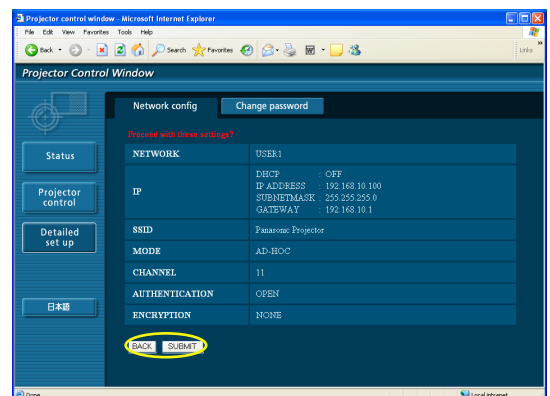 Projector control window - Microsoft Internet Explorer
File Edit View Favorites Tools Help
Back Search Favorites Links
Projector Control Window
Network config Change password
Proceed with these settings?
Status
Projector control
Detailed set up
日本語
NETWORK USER1
IP
DHCP : OFF
IP ADDRESS : 192.168.10.100
SUBNETMASK : 255.255.255.0
GATEWAY : 192.168.10.1
SSID Panasonic Projector
MODE AD-HOC
CHANNEL 11
AUTHENTICATION OPEN
ENCRYPTION NONE
BACK SUBMIT
Done Local intranet